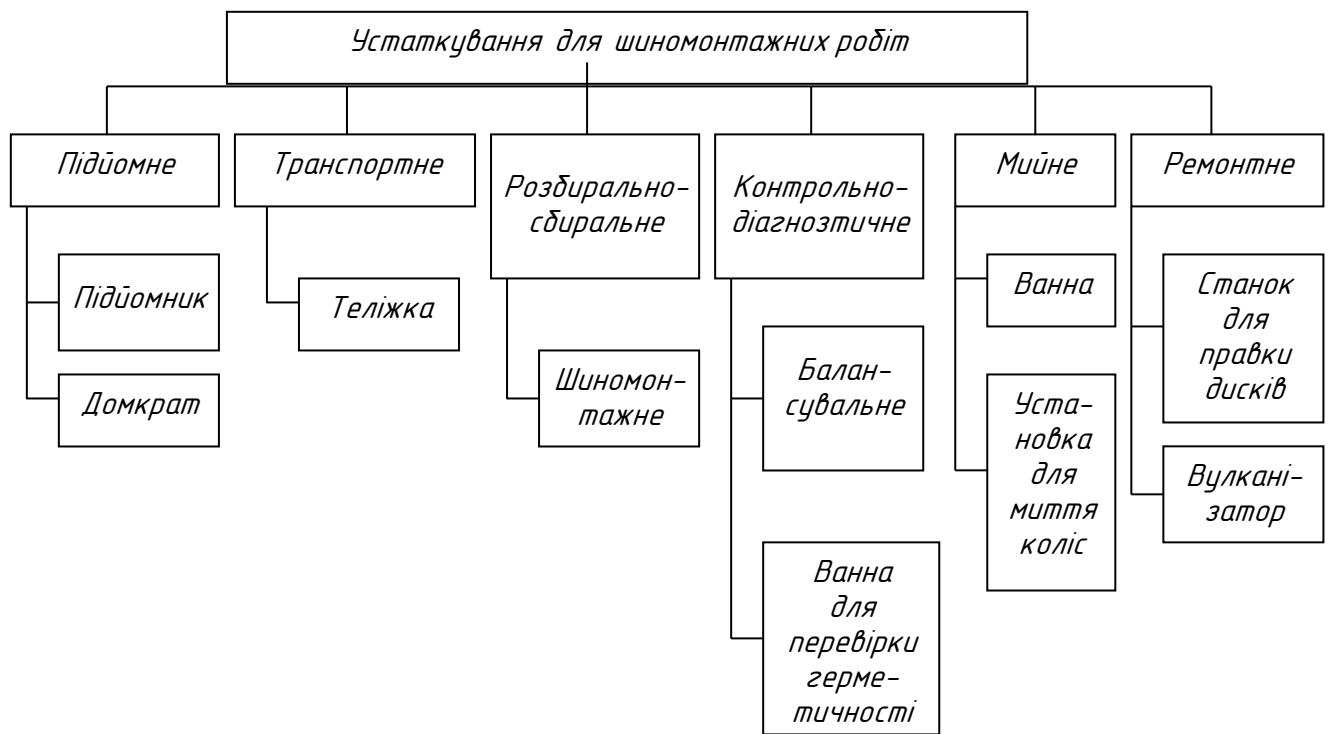 Устаткування для шиномонтажних робіт
Підйомне
Підйомник
Домкрат
Транспортне
Теліжка
Розбирально-
сбиральне
Шиномон-
тажне
Контрольно-
діагнозтичне
Балан-
сувальне
Ванна
для
перевірки
герме-
тичності
Мийне
Ванна
Уста-
новка
для
миття
коліс
Ремонтне
Станок
для
правки
дисків
Вулкані-
затор